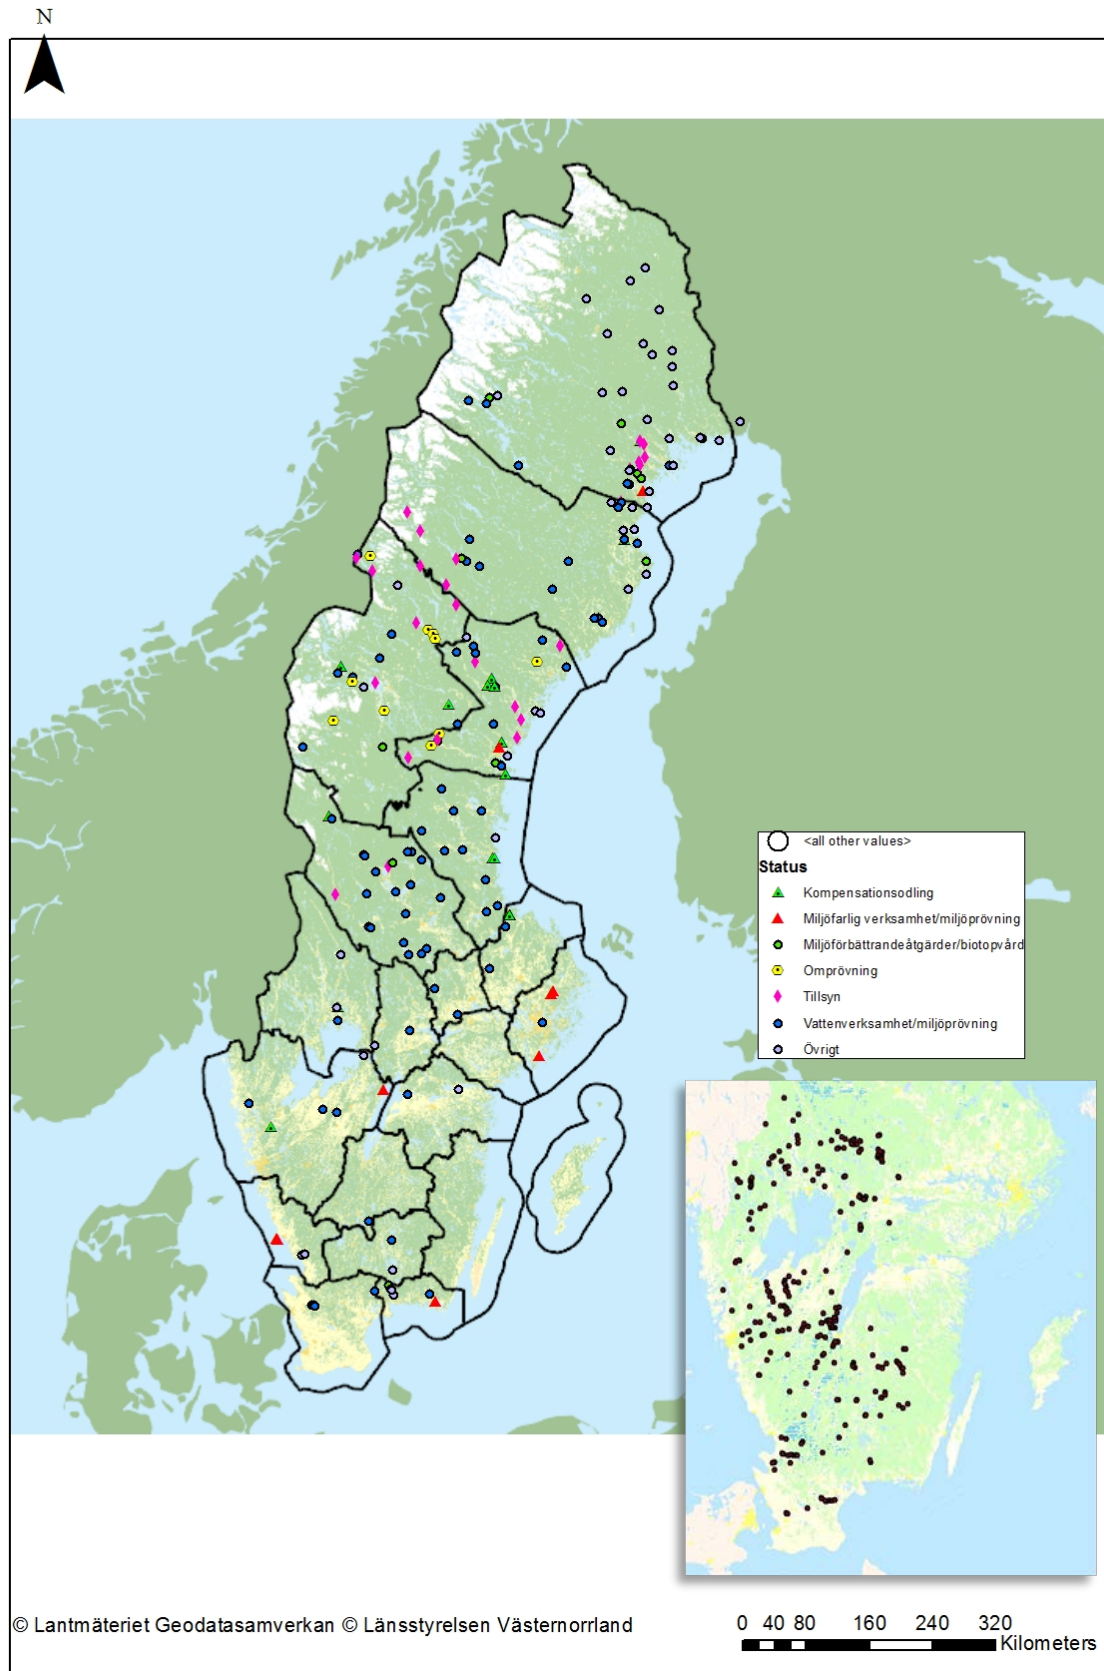 N
<all other values>
Status
Kompensationsodling
Miljöfarlig verksamhet/miljöprövning
Miljöförbättrandeåtgärder/biotopvård
Omprövning
Tillsyn
Vattenverksamhet/miljöprövning
Övrigt
© Lantmäteriet Geodatasamverkan © Länsstyrelsen Västernorrland
0 40 80 160 240 320
Kilometers